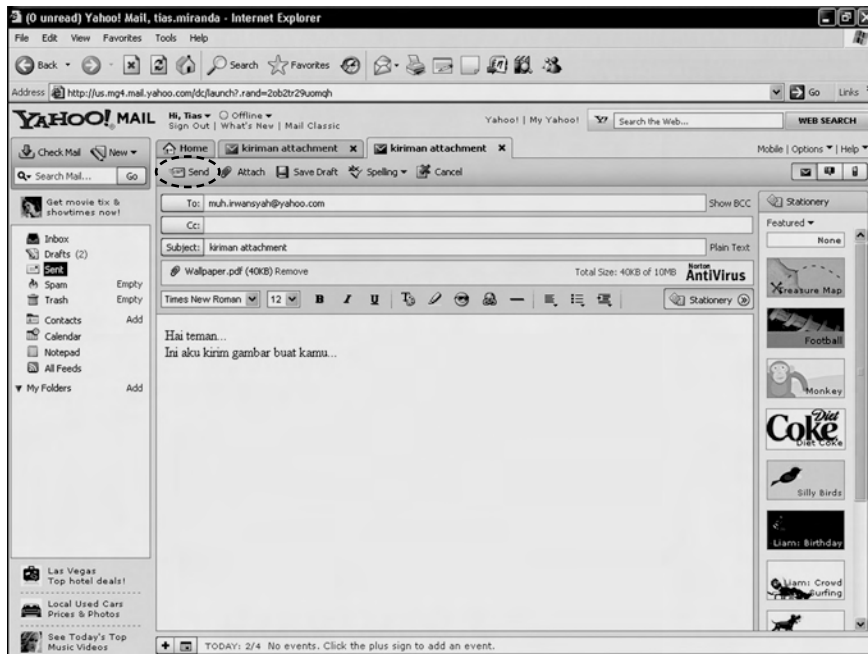 (0 unread) Yahoo! Mail, tias.miranda - Internet Explorer
File Edit View Favorites Tools Help
Back Search Favorites
Address http://us.mg4.mail.yahoo.com/dc/launch?.rand=2ob2tr29uomqh Go Links
YAHOO! MAIL Hi, Tias Offline Yahoo! | My Yahoo! Y! Search the Web... WEB SEARCH
Sign Out | What's New | Mail Classic
Check Mail New Home kiriman attachment x kiriman attachment x Mobile | Options | Help
Search Mail... Go Send Attach Save Draft Spelling Cancel
Get movie tix &
showtimes now!
Inbox
Drafts (2)
Sent
Spam Empty
Trash Empty
Contacts Add
Calendar
Notepad
All Feeds
My Folders Add
Las Vegas
Top hotel deals!
Local Used Cars
Prices & Photos
See Today's Top
Music Videos
To: muh.irwansyah@yahoo.com Show BCC
Cc:
Subject: kiriman attachment Plain Text
Wallpaper.pdf (40KB) Remove Total Size: 40KB of 10MB Norton AntiVirus
Times New Roman 12 B I U Stationery
Hai teman...
Ini aku kirim gambar buat kamu...
Stationery
Featured
None
Treasure Map
Football
Monkey
Diet Coke
Diet Coke
Silly Birds
Liam: Birthday
Liam: Crowd
Surfing
TODAY: 2/4 No events. Click the plus sign to add an event.